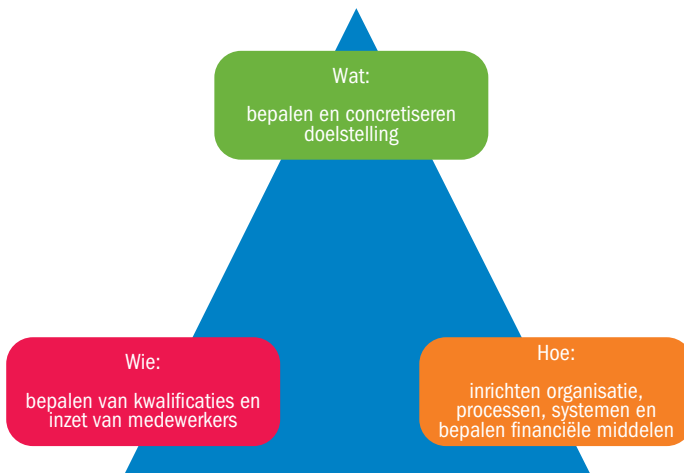 Wat:
bepalen en concretiseren
doelstelling
Wie:
bepalen van kwalificaties en
inzet van medewerkers
Hoe:
inrichten organisatie,
processen, systemen en
bepalen financiële middelen